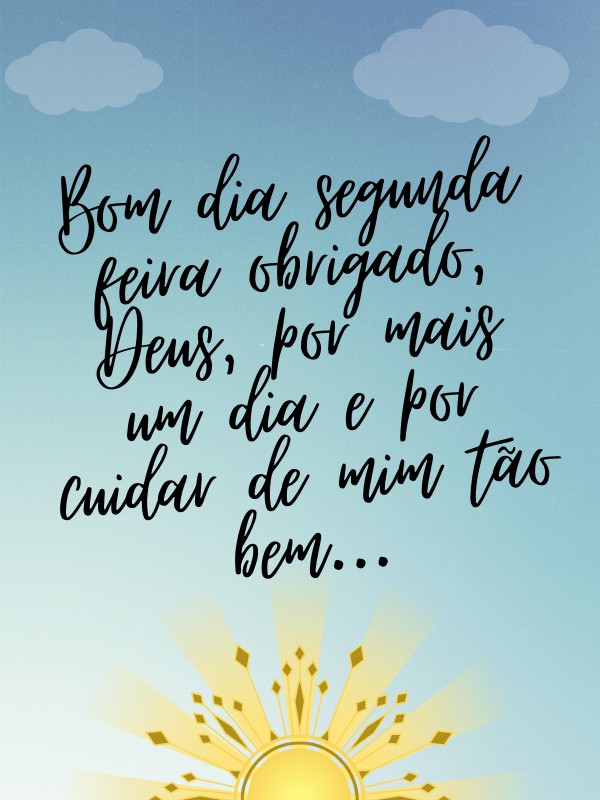 Bom dia segunda
feira obrigado,
Deus, por mais
um dia e por
cuidar de mim tão
bem...